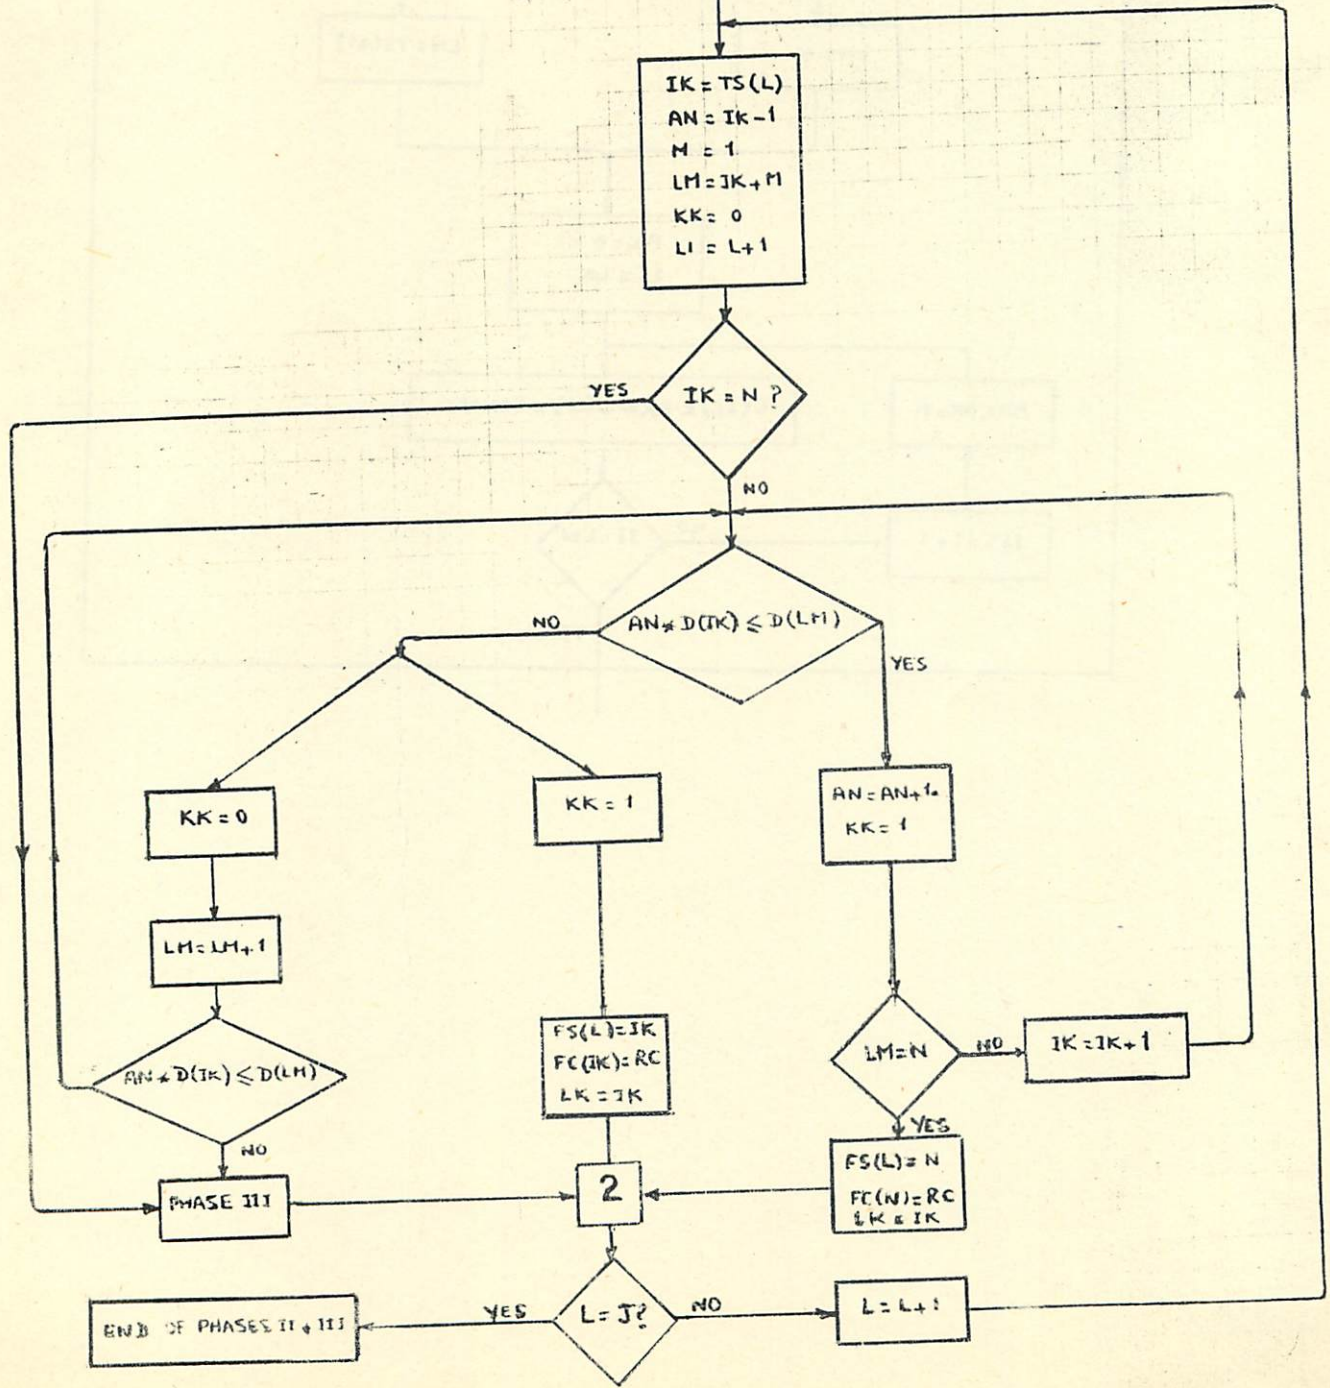 IK = TS(L)
AN = IK-1
M = 1
LM = IK+M
KK = 0
LI = L+1
YES
IK = N ?
NO
NO
AN * D(IK) ≤ D(LM)
YES
KK = 0
KK = 1
AN = AN+1.
KK = 1
LM = LM+1
FS(L) = IK
FC(IK) = RC
LK = IK
LM = N
NO
IK = IK+1
AN * D(IK) ≤ D(LM)
NO
YES
PHASE III
2
FS(L) = N
FC(N) = RC
LK = IK
END OF PHASES II + III
YES
L = J?
NO
L = L+1